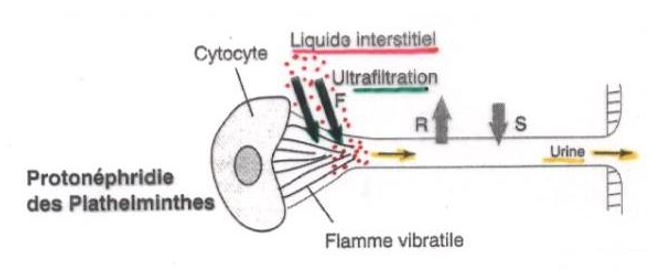 Liquide interstitiel
Cytocyte
Ultrafiltration
F
R
S
Urine
Protonéphridie
des Plathelminthes
Flamme vibratile